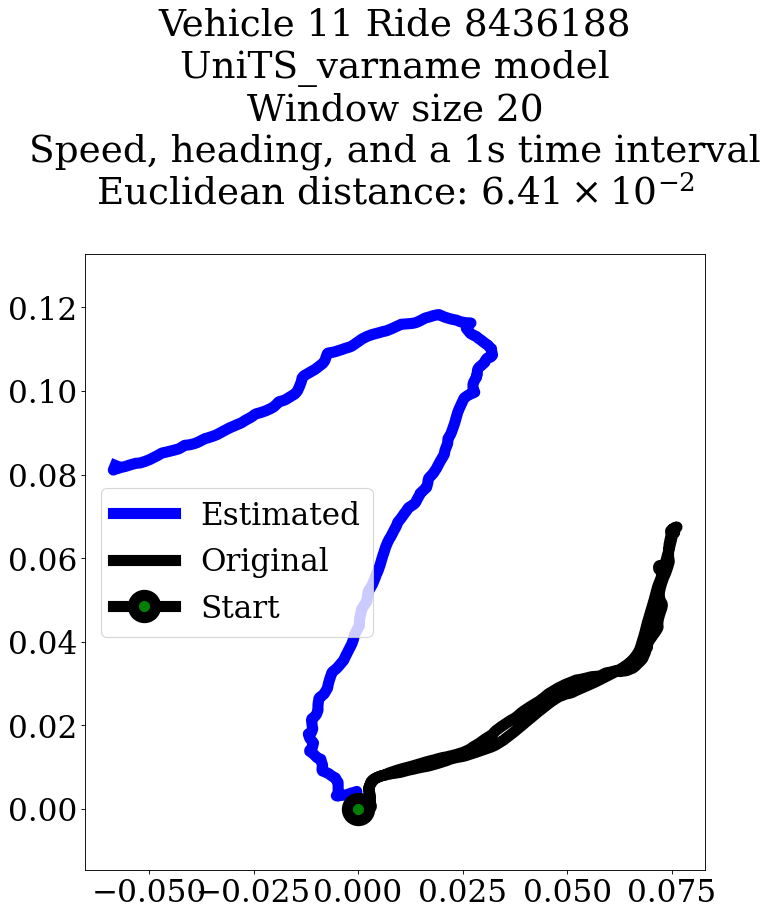 Vehicle 11 Ride 8436188
UniTS_varname model
Window size 20
Speed, heading, and a 1s time interval
Euclidean distance: 6.41 × 10⁻²
0.12
0.10
0.08
0.06
0.04
0.02
0.00
Estimated
Original
Start
−0.050 −0.025 0.000 0.025 0.050 0.075